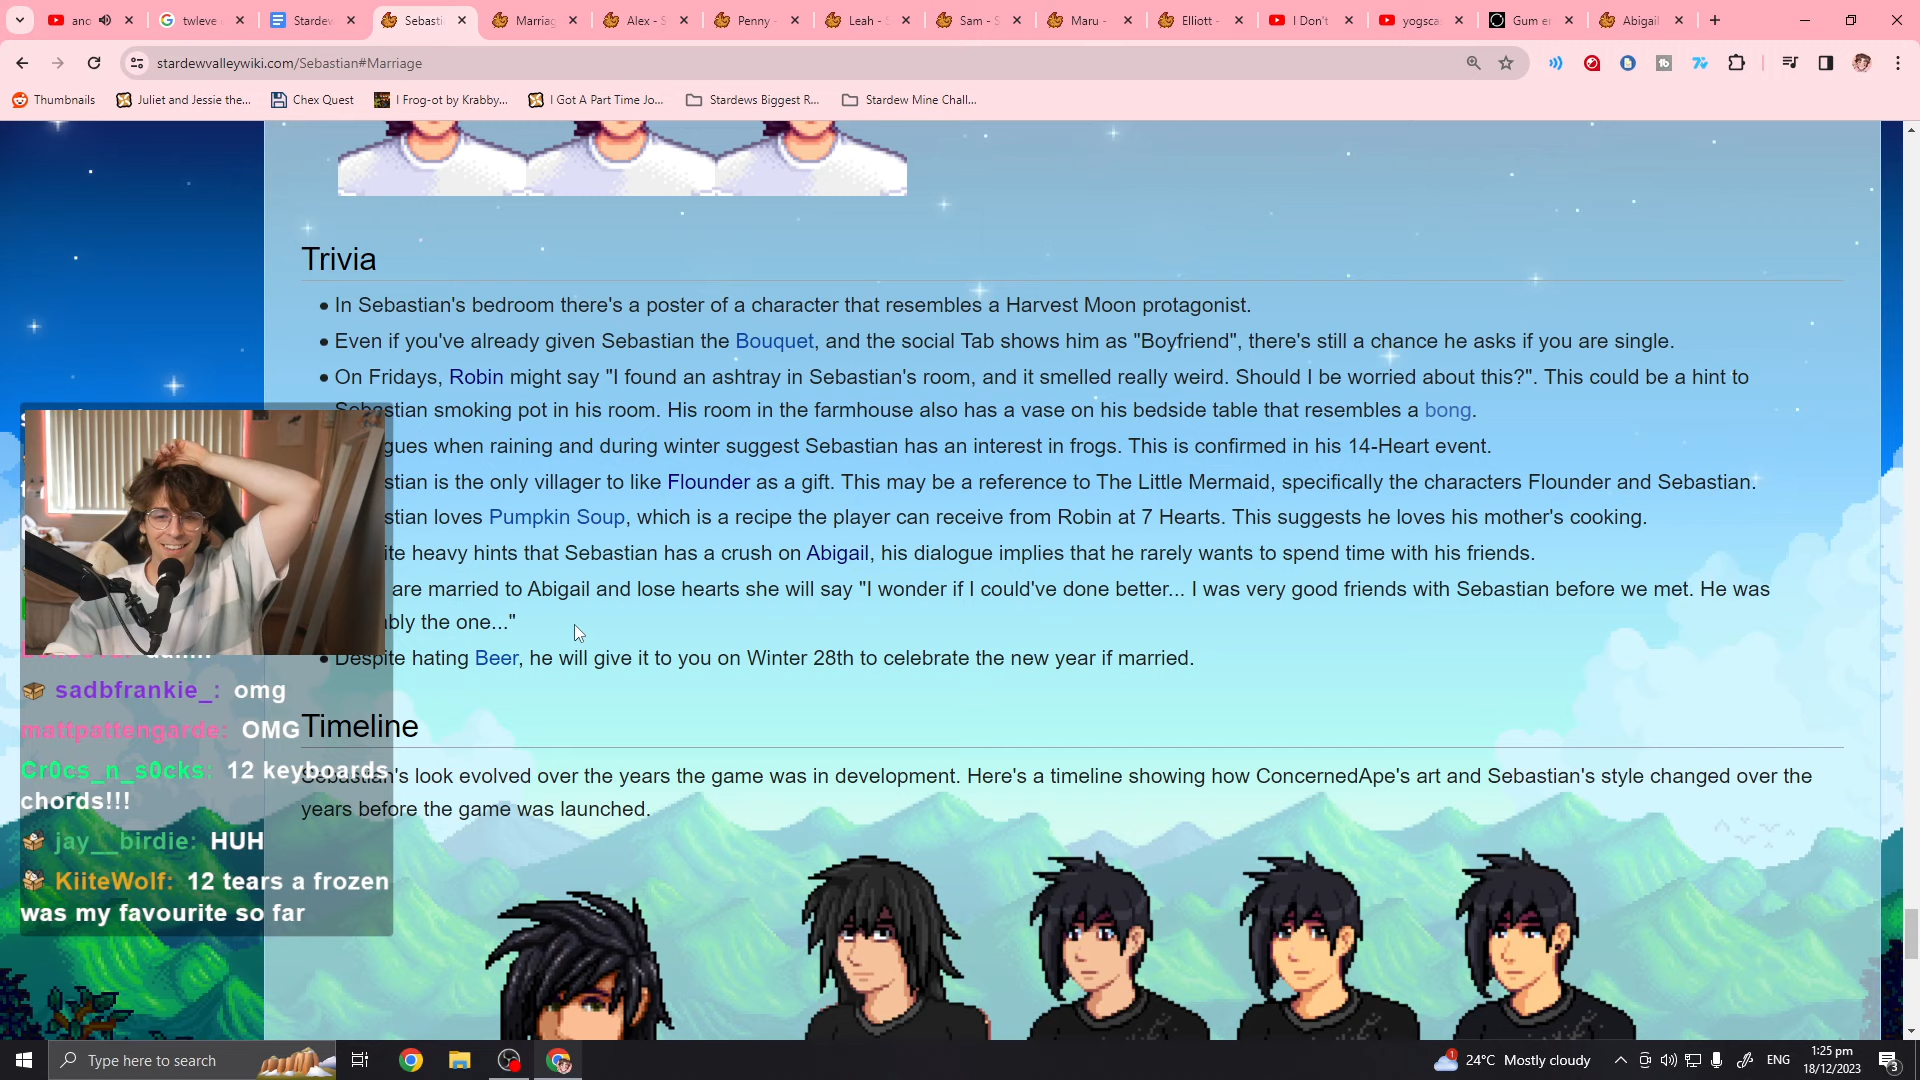 anc
twleve
Stardew
Sebasti
Marriag
Alex - S
Penny -
Leah - S
Sam - S
Maru -
Elliott -
I Don't
yogsca
Gum e
Abigail
stardewvalleywiki.com/Sebastian#Marriage
Thumbnails
Juliet and Jessie the...
Chex Quest
I Frog-ot by Krabby...
I Got A Part Time Jo...
Stardews Biggest R...
Stardew Mine Chall...
Trivia
In Sebastian's bedroom there's a poster of a character that resembles a Harvest Moon protagonist.
Even if you've already given Sebastian the Bouquet, and the social Tab shows him as "Boyfriend", there's still a chance he asks if you are single.
On Fridays, Robin might say "I found an ashtray in Sebastian's room, and it smelled really weird. Should I be worried about this?". This could be a hint to
Sebastian smoking pot in his room. His room in the farmhouse also has a vase on his bedside table that resembles a bong.
gues when raining and during winter suggest Sebastian has an interest in frogs. This is confirmed in his 14-Heart event.
stian is the only villager to like Flounder as a gift. This may be a reference to The Little Mermaid, specifically the characters Flounder and Sebastian.
stian loves Pumpkin Soup, which is a recipe the player can receive from Robin at 7 Hearts. This suggests he loves his mother's cooking.
ite heavy hints that Sebastian has a crush on Abigail, his dialogue implies that he rarely wants to spend time with his friends.
are married to Abigail and lose hearts she will say "I wonder if I could've done better... I was very good friends with Sebastian before we met. He was
ably the one..."
Despite hating Beer, he will give it to you on Winter 28th to celebrate the new year if married.
Timeline
Sebastian's look evolved over the years the game was in development. Here's a timeline showing how ConcernedApe's art and Sebastian's style changed over the
years before the game was launched.
sadbfrankie_: omg
mattpattengarde: OMG
Cr0cs_n_s0cks: 12 keyboards
chords!!!
jay__birdie: HUH
KiiteWolf: 12 tears a frozen
was my favourite so far
Type here to search
24°C Mostly cloudy
ENG
1:25 pm
18/12/2023
3